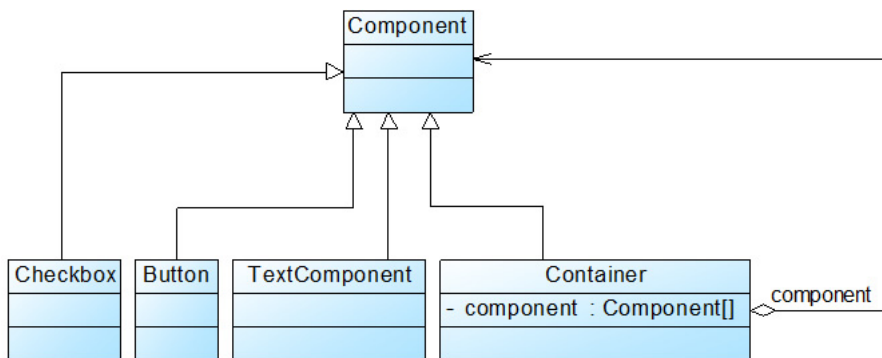 Component
Checkbox
Button
TextComponent
Container
- component : Component[]
component